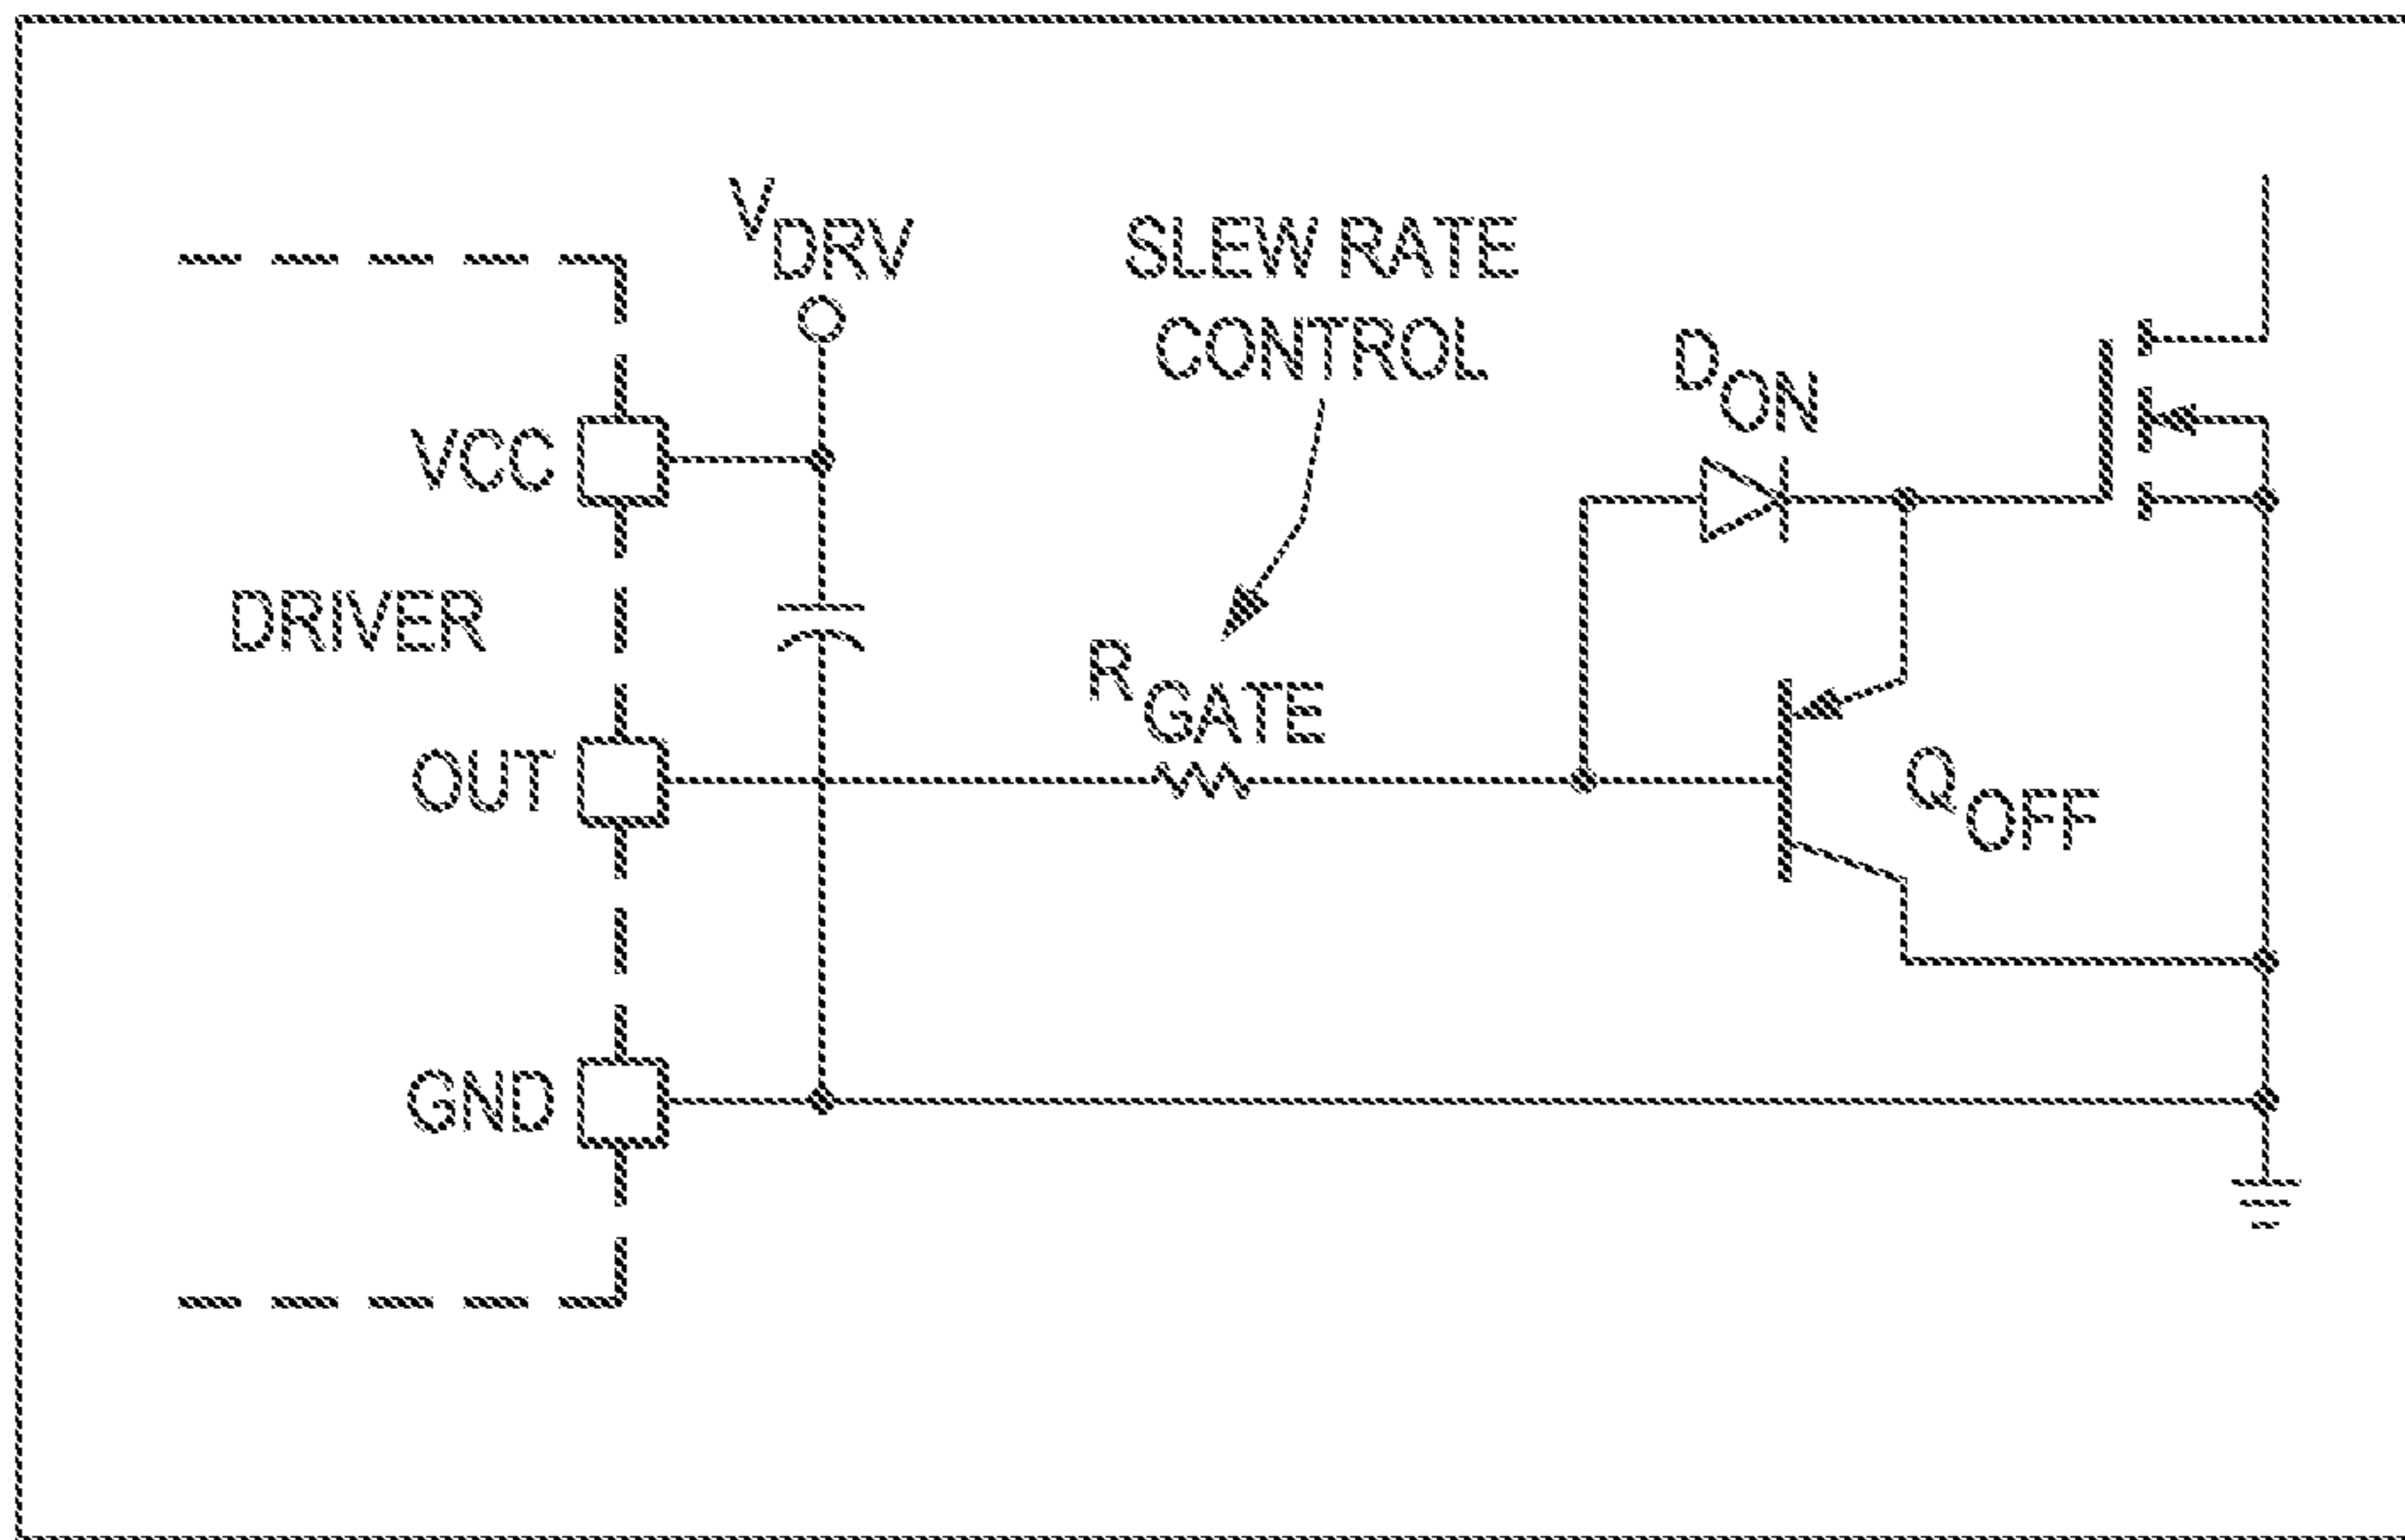 VDRV
SLEW RATE
CONTROL
DON
VCC
DRIVER
RGATE
OUT
QOFF
GND